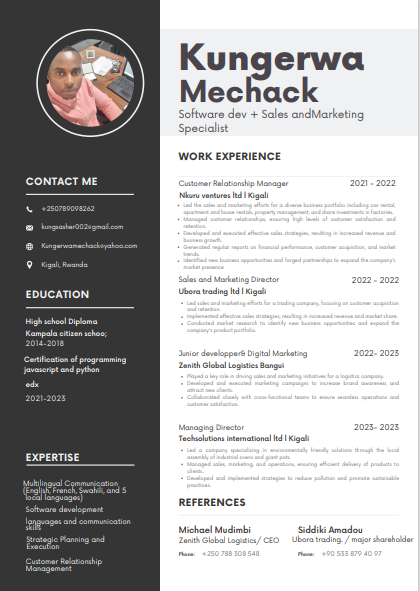 Kungerwa
Mechack
Software dev + Sales andMarketing
Specialist
CONTACT ME
+250789098262
kungsasher002@gmail.com
Kungerwamechack@yahoo.com
Kigali, Rwanda
EDUCATION
High school Diploma
Kampala citizen schoo;
2014-2018
Certification of programming
javascript and python
edx
2021-2023
EXPERTISE
Multilingual Communication
(English, French, Swahili, and 5
local languages)
Software development
languages and communication
skills
Strategic Planning and
Execution
Customer Relationship
Management
WORK EXPERIENCE
Customer Relationship Manager 2021 - 2022
Nkuru ventures ltd l Kigali
Led the sales and marketing efforts for a diverse business portfolio including car rental,
apartment and house rentals, property management, and share investments in factories.
Managed customer relationships, ensuring high levels of customer satisfaction and
retention.
Developed and executed effective sales strategies, resulting in increased revenue and
business growth.
Generated regular reports on financial performance, customer acquisition, and market
trends.
Identified new business opportunities and forged partnerships to expand the company's
market presence
Sales and Marketing Director 2022 - 2022
Ubora trading ltd l Kigali
Led sales and marketing efforts for a trading company, focusing on customer acquisition
and retention.
Implemented effective sales strategies, resulting in increased revenue and market share.
Conducted market research to identify new business opportunities and expand the
company's product portfolio.
Junior developper& Digital Marketing 2022- 2023
Zenith Global Logistics Bangui
Played a key role in driving sales and marketing initiatives for a logistics company.
Developed and executed marketing campaigns to increase brand awareness and
attract new clients.
Collaborated closely with cross-functional teams to ensure seamless operations and
customer satisfaction.
Managing Director 2023- 2023
Techsolutions international ltd l Kigali
Led a company specializing in environmentally friendly solutions through the local
assembly of industrial ovens and giant pots.
Managed sales, marketing, and operations, ensuring efficient delivery of products to
clients.
Developed and implemented strategies to reduce pollution and promote sustainable
practices.
REFERENCES
Michael Mudimbi
Zenith Global Logistics/ CEO
Phone: +250 788 308 548
Siddiki Amadou
Ubora trading, / major shareholder
Phone: +90 533 879 40 97